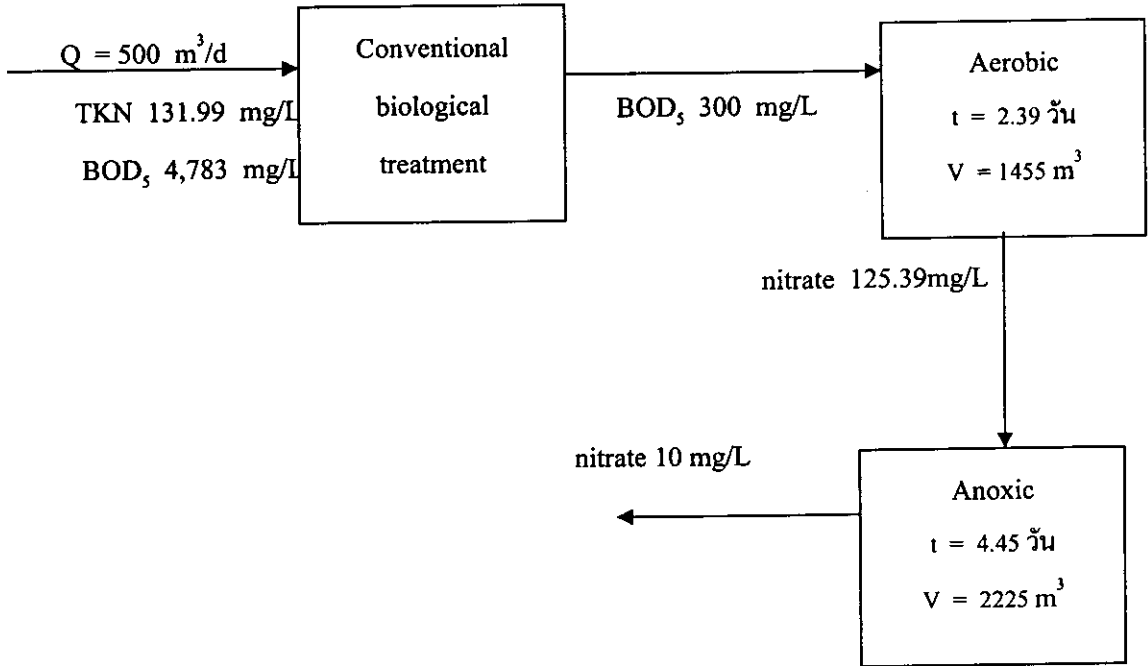 Q = 500 m³/d
TKN 131.99 mg/L
BOD₅ 4,783 mg/L
Conventional
biological
treatment
BOD₅ 300 mg/L
Aerobic
t = 2.39 วัน
V = 1455 m³
nitrate 125.39mg/L
nitrate 10 mg/L
Anoxic
t = 4.45 วัน
V = 2225 m³